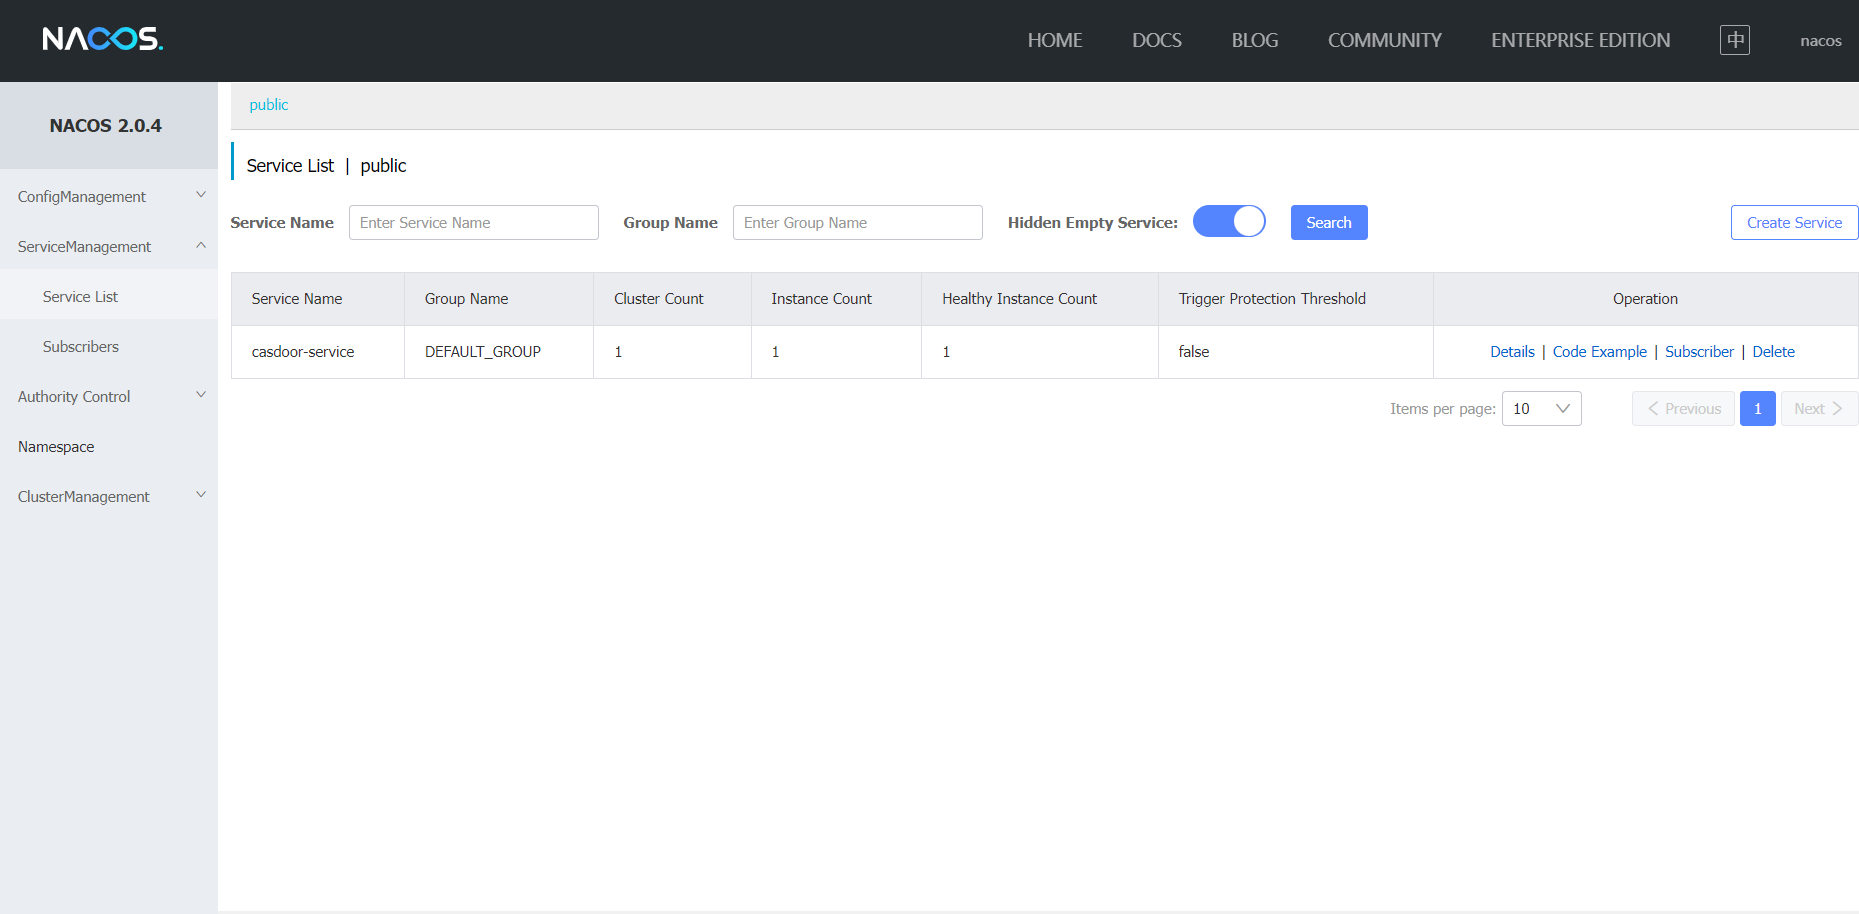 NACOS.
HOME DOCS BLOG COMMUNITY ENTERPRISE EDITION 中 nacos
NACOS 2.0.4
ConfigManagement
ServiceManagement
Service List
Subscribers
Authority Control
Namespace
ClusterManagement
public
Service List | public
Service Name Enter Service Name Group Name Enter Group Name Hidden Empty Service: Search Create Service
Service Name Group Name Cluster Count Instance Count Healthy Instance Count Trigger Protection Threshold Operation
casdoor-service DEFAULT_GROUP 1 1 1 false Details | Code Example | Subscriber | Delete
Items per page: 10 Previous 1 Next